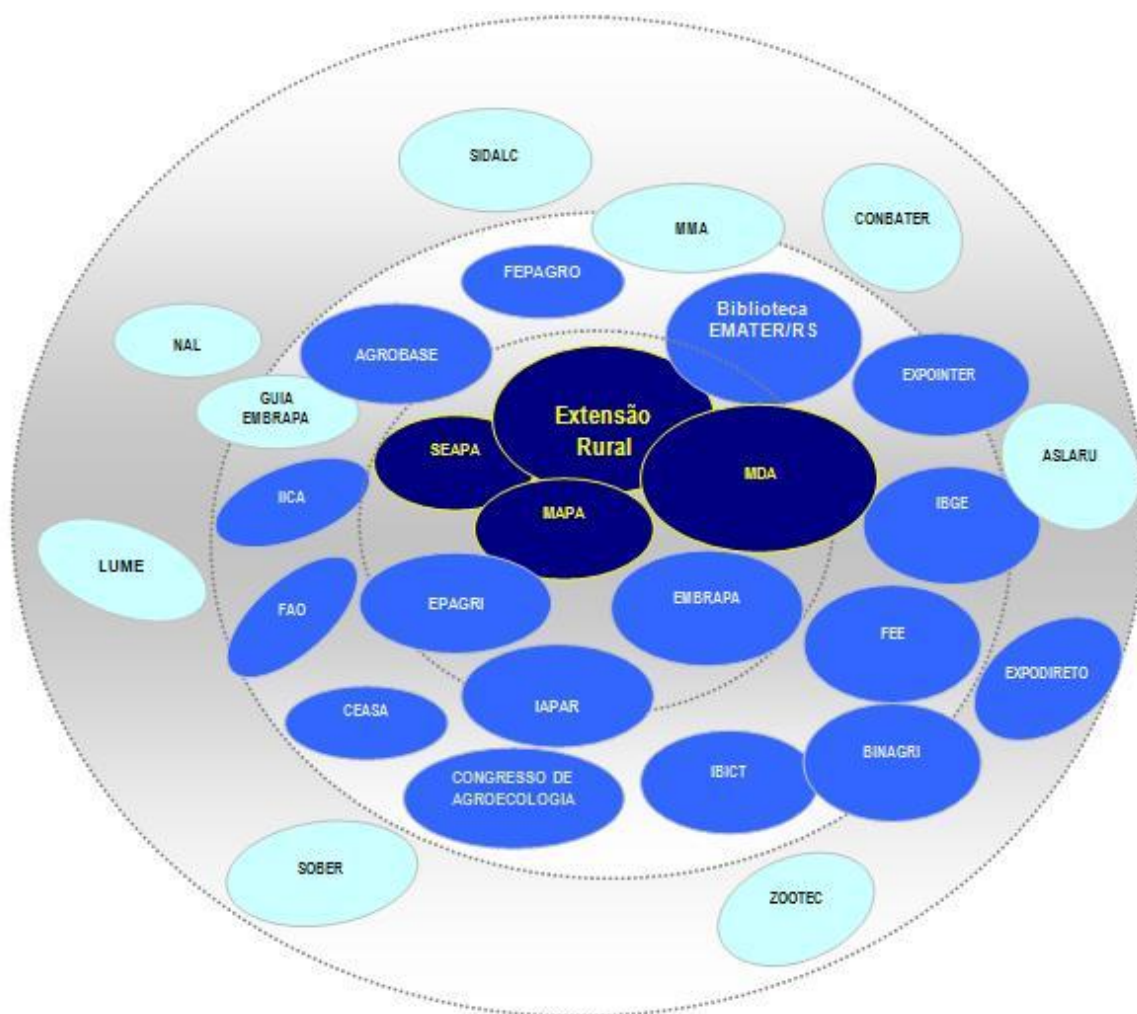 SIDALC
CONBATER
MMA
FEPAGRO
Biblioteca
EMATER/RS
NAL
AGROBASE
EXPOINTER
GUIA
EMBRAPA
Extensão
Rural
SEAPA
MDA
ASLARU
IICA
MAPA
IBGE
LUME
FAO
EPAGRI
EMBRAPA
FEE
EXPODIRETO
CEASA
IAPAR
BINAGRI
CONGRESSO DE
AGROECOLOGIA
IBICT
SOBER
ZOOTEC